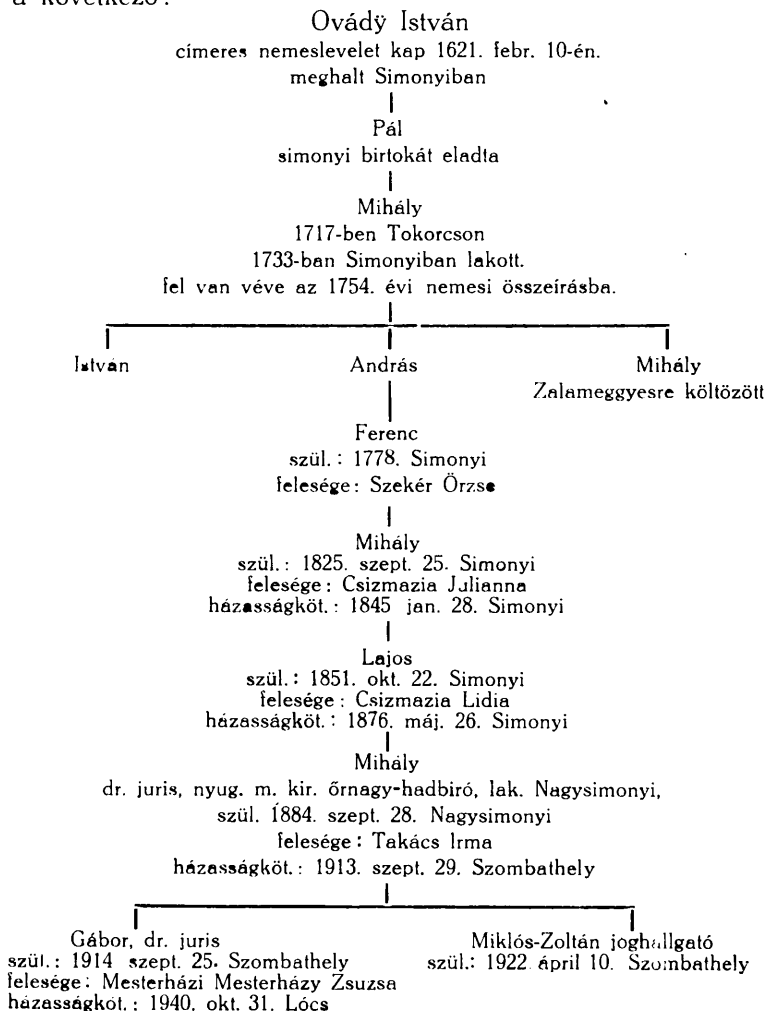 a következő:
Ovádÿ István
címeres nemeslevelet kap 1621. febr. 10-én.
meghalt Simonyiban
Pál
simonyi birtokát eladta
Mihály
1717-ben Tokorcson
1733-ban Simonyiban lakott.
fel van véve az 1754. évi nemesi összeírásba.
István
András
Mihály
Zalameggyesre költözött
Ferenc
szül.: 1778. Simonyi
felesége: Szekér Örzse
Mihály
szül.: 1825. szept. 25. Simonyi
felesége: Csizmazia Julianna
házasságköt.: 1845 jan. 28. Simonyi
Lajos
szül.: 1851. okt. 22. Simonyi
felesége: Csizmazia Lidia
házasságköt.: 1876. máj. 26. Simonyi
Mihály
dr. juris, nyug. m. kir. őrnagy-hadbiró, lak. Nagysimonyi,
szül. 1884. szept. 28. Nagysimonyi
felesége: Takács Irma
házasságköt.: 1913. szept. 29. Szombathely
Gábor, dr. juris
szül.: 1914 szept. 25. Szombathely
felesége: Mesterházi Mesterházy Zsuzsa
házasságköt.: 1940. okt. 31. Lócs
Miklós-Zoltán joghallgató
szül.: 1922. ápril 10. Szombathely